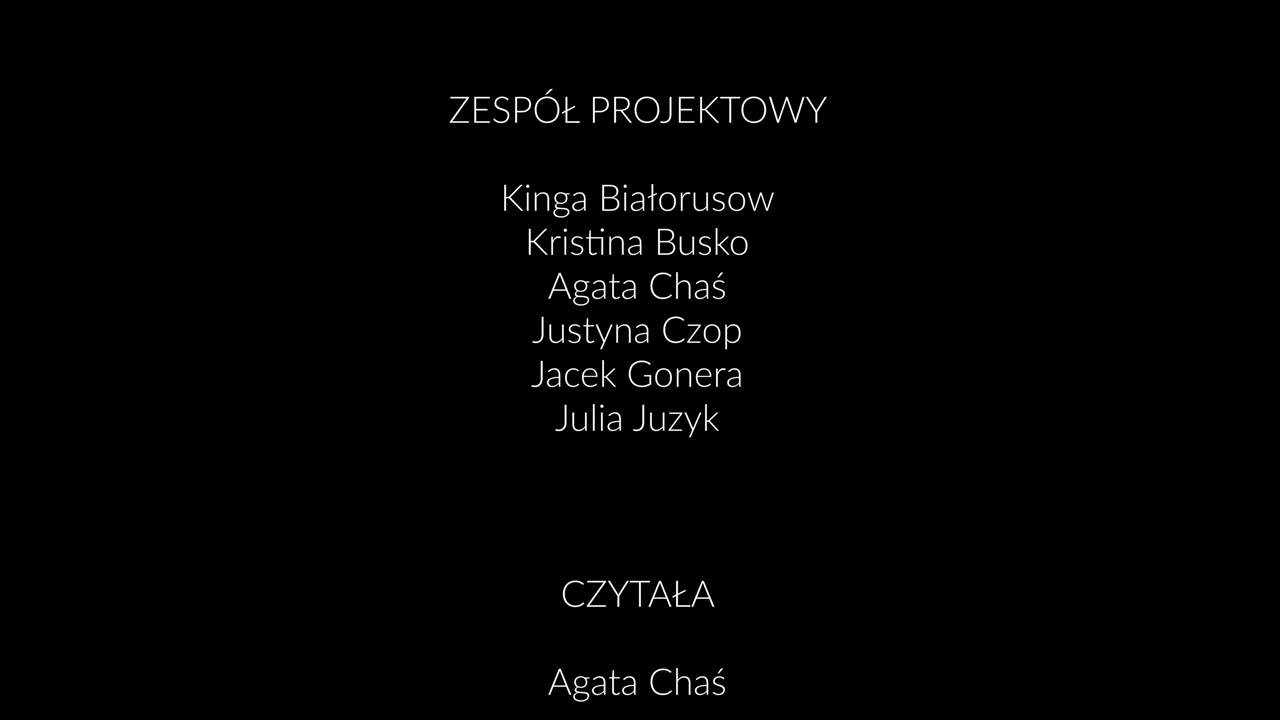 ZESPÓŁ PROJEKTOWY
Kinga Białorusow
Kristina Busko
Agata Chaś
Justyna Czop
Jacek Gonera
Julia Juzyk
CZYTAŁA
Agata Chaś